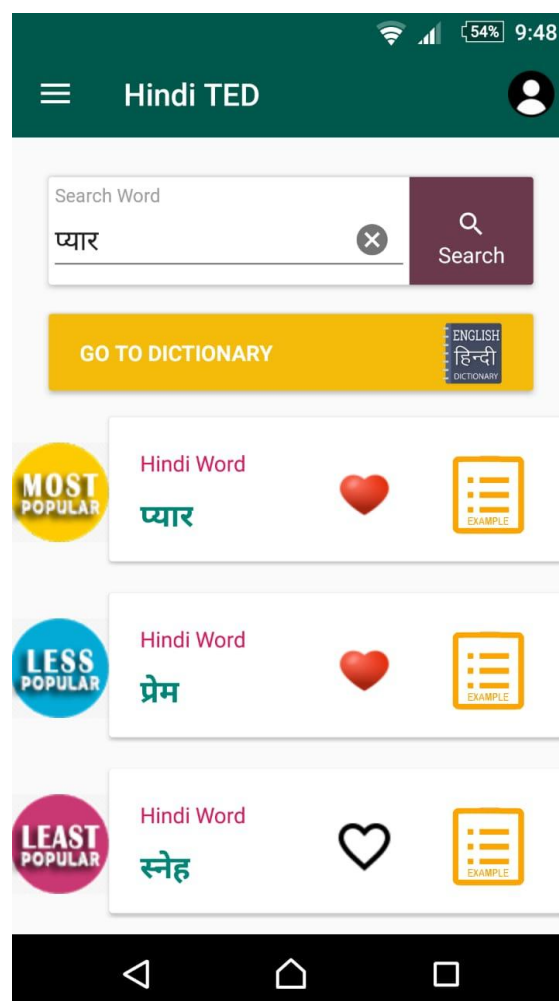 54% 9:48
Hindi TED
Search Word
प्यार
Search
GO TO DICTIONARY
ENGLISH
हिन्दी
DICTIONARY
MOST
POPULAR
Hindi Word
प्यार
EXAMPLE
LESS
POPULAR
Hindi Word
प्रेम
EXAMPLE
LEAST
POPULAR
Hindi Word
स्नेह
EXAMPLE